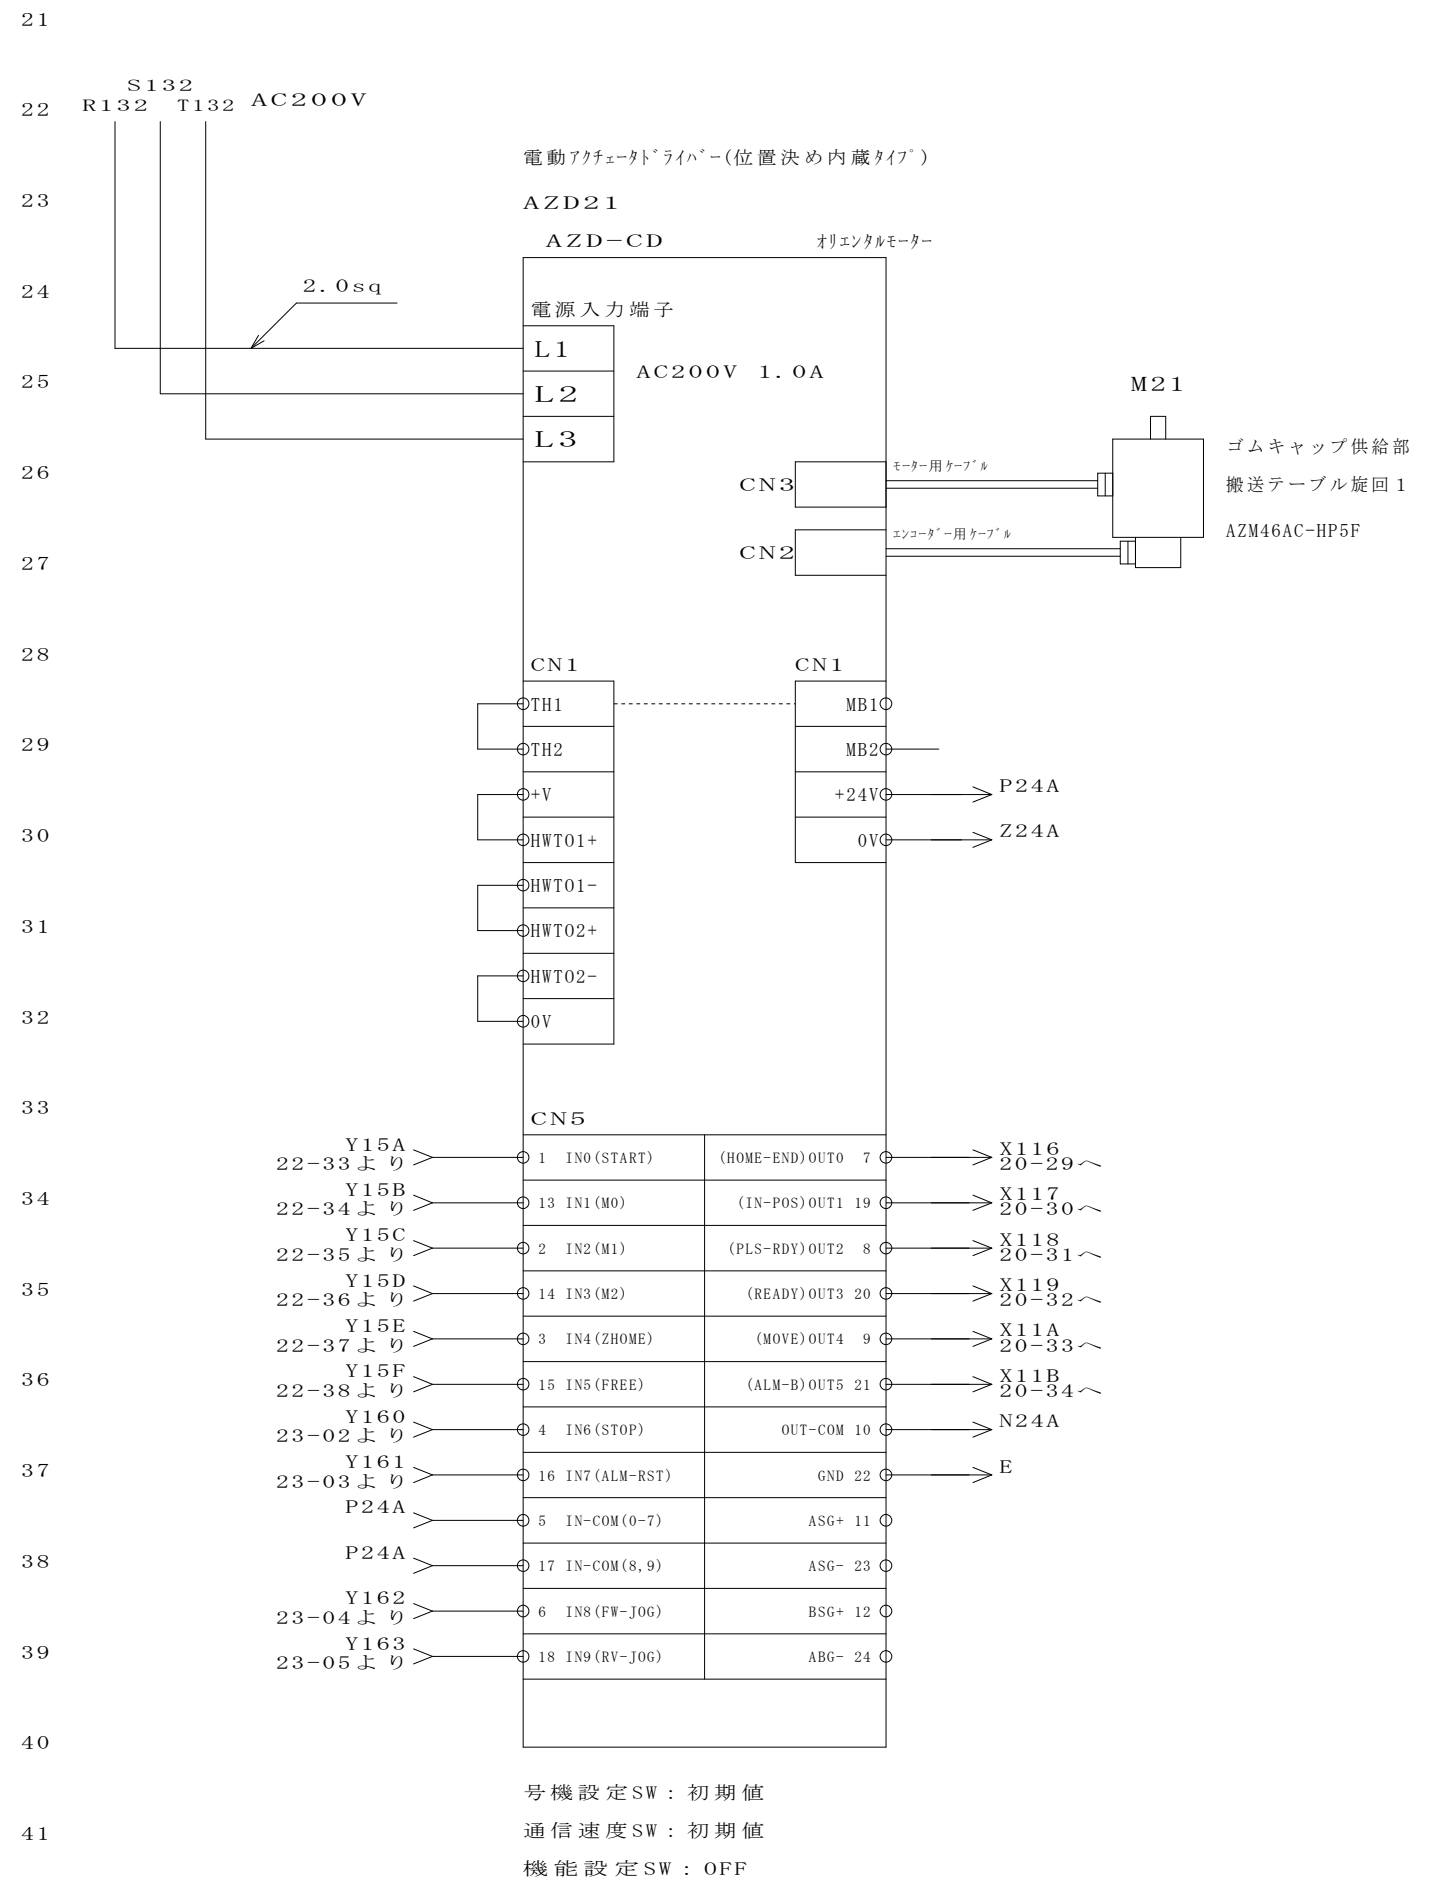 21
S132
R132 T132 AC200V
22
電動アクチェータドライバー(位置決め内蔵タイプ)
23
AZD21
AZD-CD オリエンタルモーター
24
2.0sq
電源入力端子
L1
AC200V 1.0A
25
L2
M21
L3
ゴムキャップ供給部
26
モーター用ケーブル
CN3
搬送テーブル旋回1
エンコーダー用ケーブル
AZM46AC-HP5F
CN2
27
28
CN1 CN1
TH1 MB1
29
TH2 MB2
+V +24V P24A
30
HWTO1+ 0V Z24A
HWTO1-
31
HWTO2+
HWTO2-
32
0V
33
CN5
Y15A
22-33より
1 IN0(START) (HOME-END)OUT0 7
X116
20-29へ
34
Y15B
22-34より
13 IN1(M0) (IN-POS)OUT1 19
X117
20-30へ
Y15C
22-35より
2 IN2(M1) (PLS-RDY)OUT2 8
X118
20-31へ
35
Y15D
22-36より
14 IN3(M2) (READY)OUT3 20
X119
20-32へ
Y15E
22-37より
3 IN4(ZHOME) (MOVE)OUT4 9
X11A
20-33へ
36
Y15F
22-38より
15 IN5(FREE) (ALM-B)OUT5 21
X11B
20-34へ
Y160
23-02より
4 IN6(STOP) OUT-COM 10
N24A
37
Y161
23-03より
16 IN7(ALM-RST) GND 22
E
P24A
5 IN-COM(0-7) ASG+ 11
38
P24A
17 IN-COM(8,9) ASG- 23
Y162
23-04より
6 IN8(FW-JOG) BSG+ 12
39
Y163
23-05より
18 IN9(RV-JOG) ABG- 24
40
号機設定SW：初期値
41
通信速度SW：初期値
機能設定SW：OFF